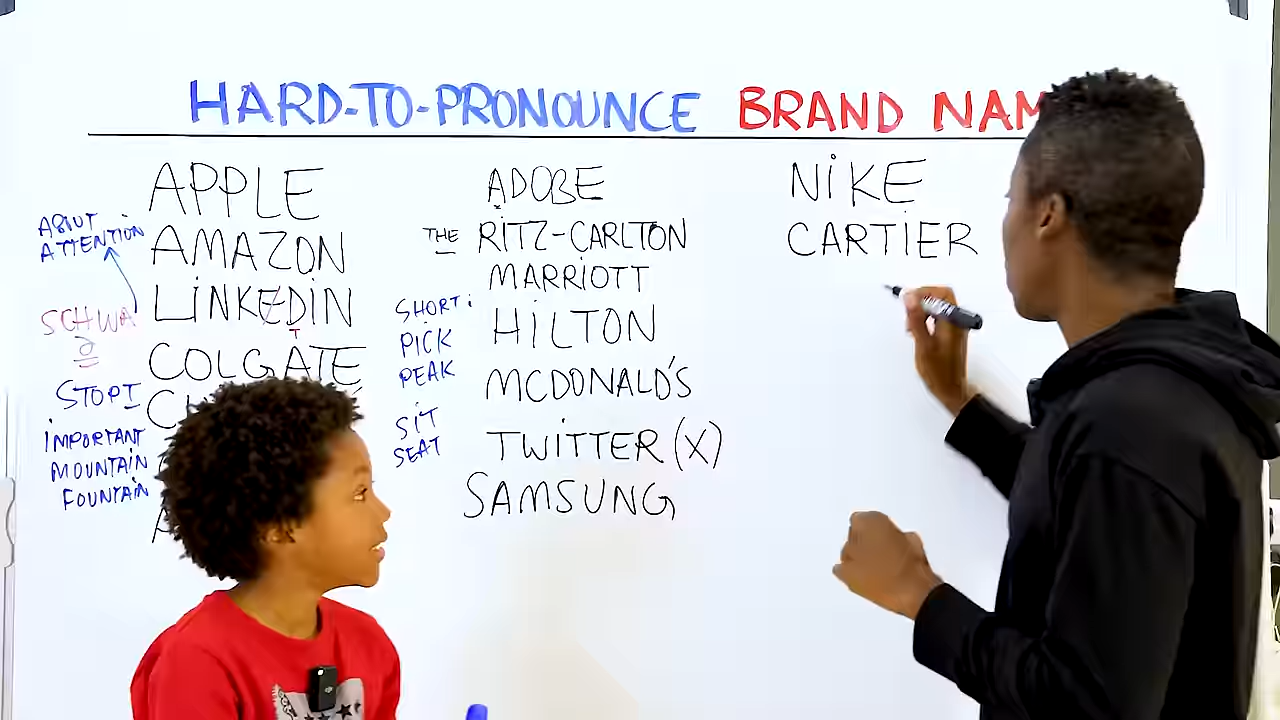 HARD-TO-PRONOUNCE BRAND NAM
APPLE
AMAZON
LINKEDIN
T
COLGATE
ABOUT
ATTENTION
SCHWA
ə
STOP T
IMPORTANT
MOUNTAIN
FOUNTAIN
ADOBE
THE RITZ-CARLTON
MARRIOTT
HILTON
MCDONALD'S
TWITTER (X)
SAMSUNG
SHORT i
PICK
PEAK
SIT
SEAT
NIKE
CARTIER